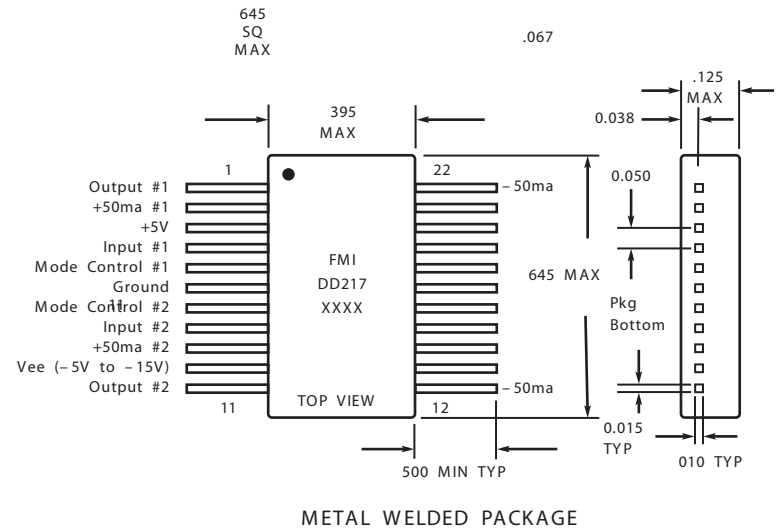 645
SQ
MAX
.067
.125
MAX
395
MAX
0.038
1
22
Output #1
– 50ma
+50ma #1
+5V
Input #1
Mode Control #1
Ground
11
Mode Control #2
Input #2
+50ma #2
Vee (– 5V to – 15V)
Output #2
FMI
DD217
XXXX
0.050
645 MAX
Pkg
Bottom
– 50ma
11
TOP VIEW
12
0.015
TYP
500 MIN TYP
010 TYP
METAL WELDED PACKAGE